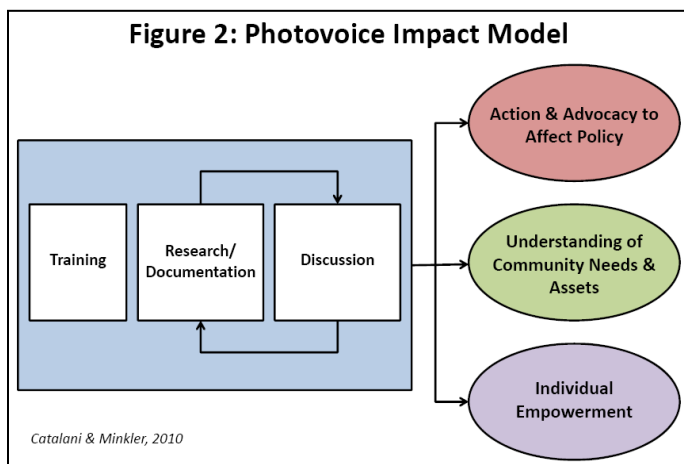 Figure 2: Photovoice Impact Model
Training
Research/
Documentation
Discussion
Action & Advocacy to
Affect Policy
Understanding of
Community Needs &
Assets
Individual
Empowerment
Catalani & Minkler, 2010